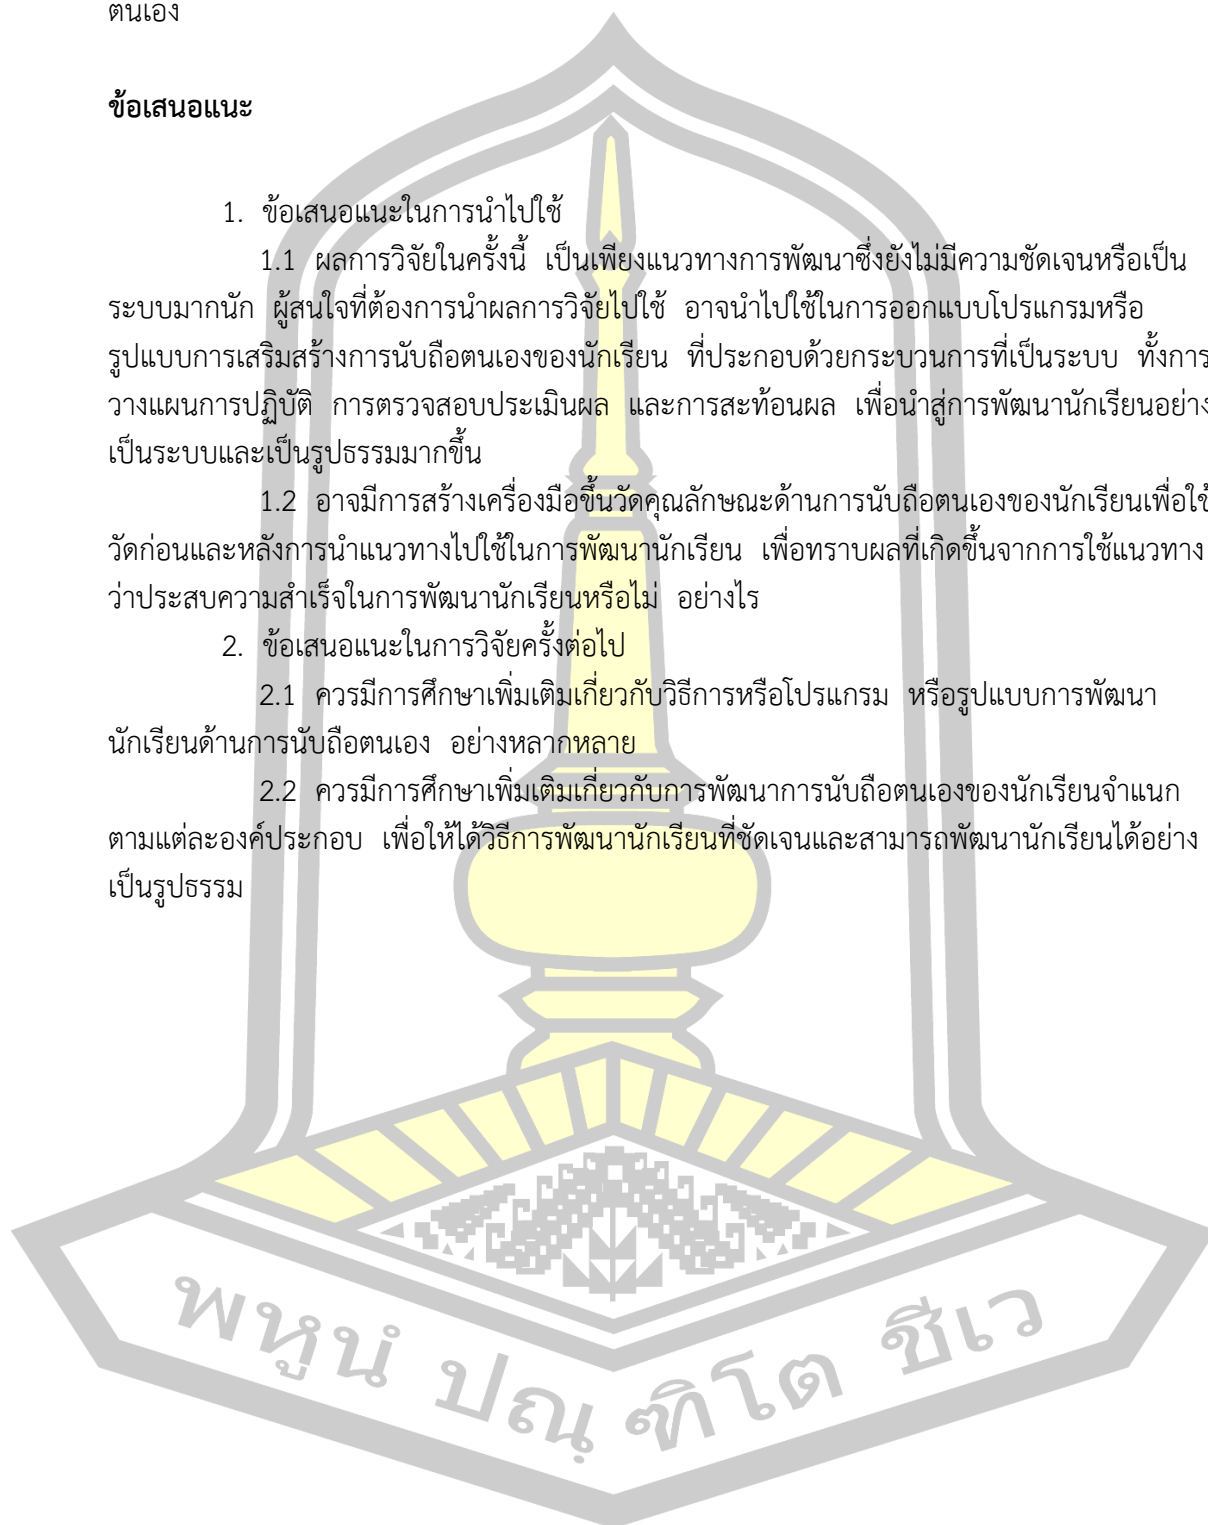 ตนเอง
ข้อเสนอแนะ
1. ข้อเสนอแนะในการนำไปใช้
1.1 ผลการวิจัยในครั้งนี้ เป็นเพียงแนวทางการพัฒนาซึ่งยังไม่มีความชัดเจนหรือเป็น
ระบบมากนัก ผู้สนใจที่ต้องการนำผลการวิจัยไปใช้ อาจนำไปใช้ในการออกแบบโปรแกรมหรือ
รูปแบบการเสริมสร้างการนับถือตนเองของนักเรียน ที่ประกอบด้วยกระบวนการที่เป็นระบบ ทั้งการ
วางแผนการปฏิบัติ การตรวจสอบประเมินผล และการสะท้อนผล เพื่อนำสู่การพัฒนานักเรียนอย่าง
เป็นระบบและเป็นรูปธรรมมากขึ้น
1.2 อาจมีการสร้างเครื่องมือขึ้นวัดคุณลักษณะด้านการนับถือตนเองของนักเรียนเพื่อใช้
วัดก่อนและหลังการนำแนวทางไปใช้ในการพัฒนานักเรียน เพื่อทราบผลที่เกิดขึ้นจากการใช้แนวทาง
ว่าประสบความสำเร็จในการพัฒนานักเรียนหรือไม่ อย่างไร
2. ข้อเสนอแนะในการวิจัยครั้งต่อไป
2.1 ควรมีการศึกษาเพิ่มเติมเกี่ยวกับวิธีการหรือโปรแกรม หรือรูปแบบการพัฒนา
นักเรียนด้านการนับถือตนเอง อย่างหลากหลาย
2.2 ควรมีการศึกษาเพิ่มเติมเกี่ยวกับการพัฒนาการนับถือตนเองของนักเรียนจำแนก
ตามแต่ละองค์ประกอบ เพื่อให้ได้วิธีการพัฒนานักเรียนที่ชัดเจนและสามารถพัฒนานักเรียนได้อย่าง
เป็นรูปธรรม
พหูนํ ปณฺฑิโต ชีเว